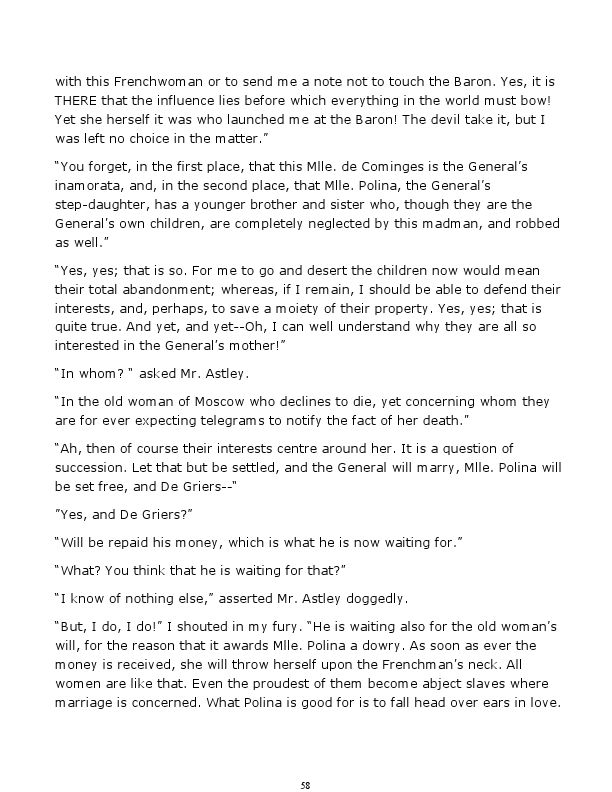 with this Frenchwoman or to send me a note not to touch the Baron. Yes, it is
THERE that the influence lies before which everything in the world must bow!
Yet she herself it was who launched me at the Baron! The devil take it, but I
was left no choice in the matter.”
“You forget, in the first place, that this Mlle. de Cominges is the General’s
inamorata, and, in the second place, that Mlle. Polina, the General’s
step-daughter, has a younger brother and sister who, though they are the
General’s own children, are completely neglected by this madman, and robbed
as well.”
“Yes, yes; that is so. For me to go and desert the children now would mean
their total abandonment; whereas, if I remain, I should be able to defend their
interests, and, perhaps, to save a moiety of their property. Yes, yes; that is
quite true. And yet, and yet--Oh, I can well understand why they are all so
interested in the General’s mother!”
“In whom? “ asked Mr. Astley.
“In the old woman of Moscow who declines to die, yet concerning whom they
are for ever expecting telegrams to notify the fact of her death.”
“Ah, then of course their interests centre around her. It is a question of
succession. Let that but be settled, and the General will marry, Mlle. Polina will
be set free, and De Griers--“
”Yes, and De Griers?”
“Will be repaid his money, which is what he is now waiting for.”
“What? You think that he is waiting for that?”
“I know of nothing else,” asserted Mr. Astley doggedly.
“But, I do, I do!” I shouted in my fury. “He is waiting also for the old woman’s
will, for the reason that it awards Mlle. Polina a dowry. As soon as ever the
money is received, she will throw herself upon the Frenchman’s neck. All
women are like that. Even the proudest of them become abject slaves where
marriage is concerned. What Polina is good for is to fall head over ears in love.
58